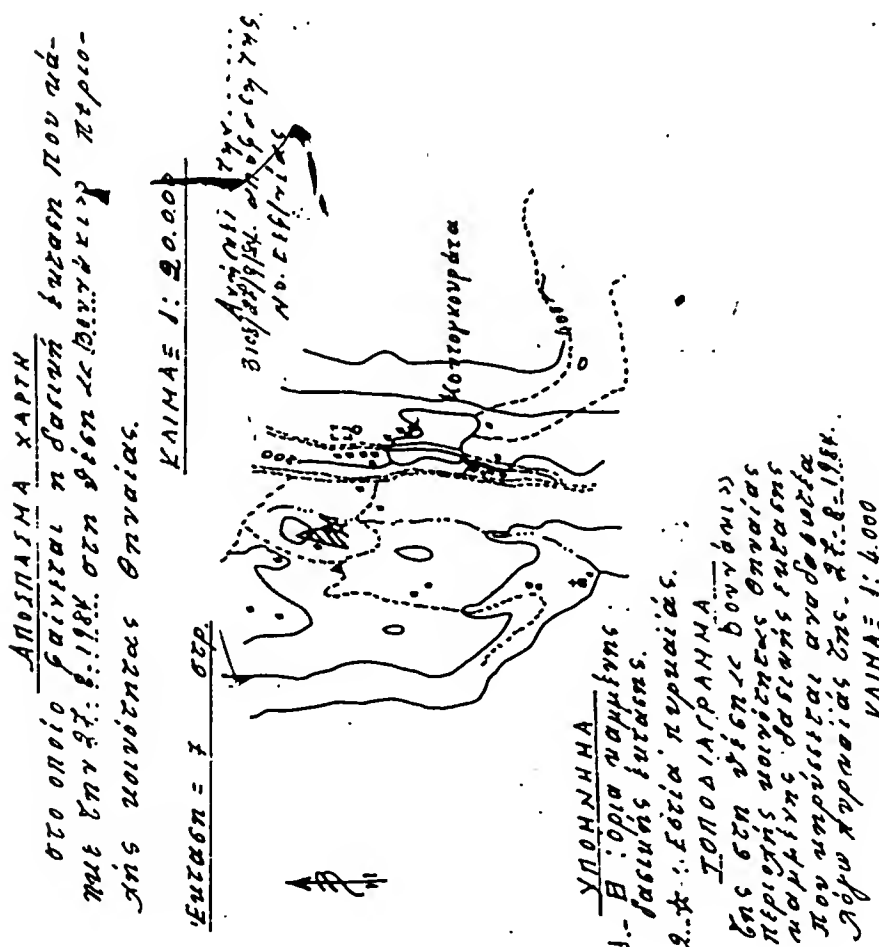 ΑΠΟΣΠΑΣΜΑ ΧΑΡΤΗ
στο οποίο φαίνεται η δασική έκταση που κά-
ηκε την 27-8-1984 στη θέση << Βουνάκι >> περιο-
χής κοινότητας Θηναίας.
ΚΛΙΜΑΞ 1: 20.000
Έκταση = 7 στρ.
απόφαση της
Κοντογκουράτα
ΥΠΟΜΝΗΜΑ
1.- : όρια καμμένης
δασικής έκτασης.
2. ☆ : Εστία πυρκαϊάς.
ΤΟΠΟΔΙΑΓΡΑΜΜΑ
της στη θέση << Βουνάκι >>
περιοχής κοινότητας Θηναίας
καμμένης δασικής έκτασης
που κηρύσσεται αναδασωτέα
λόγω πυρκαϊάς της 27-8-1984.
ΚΛΙΜΑΞ 1: 4.000